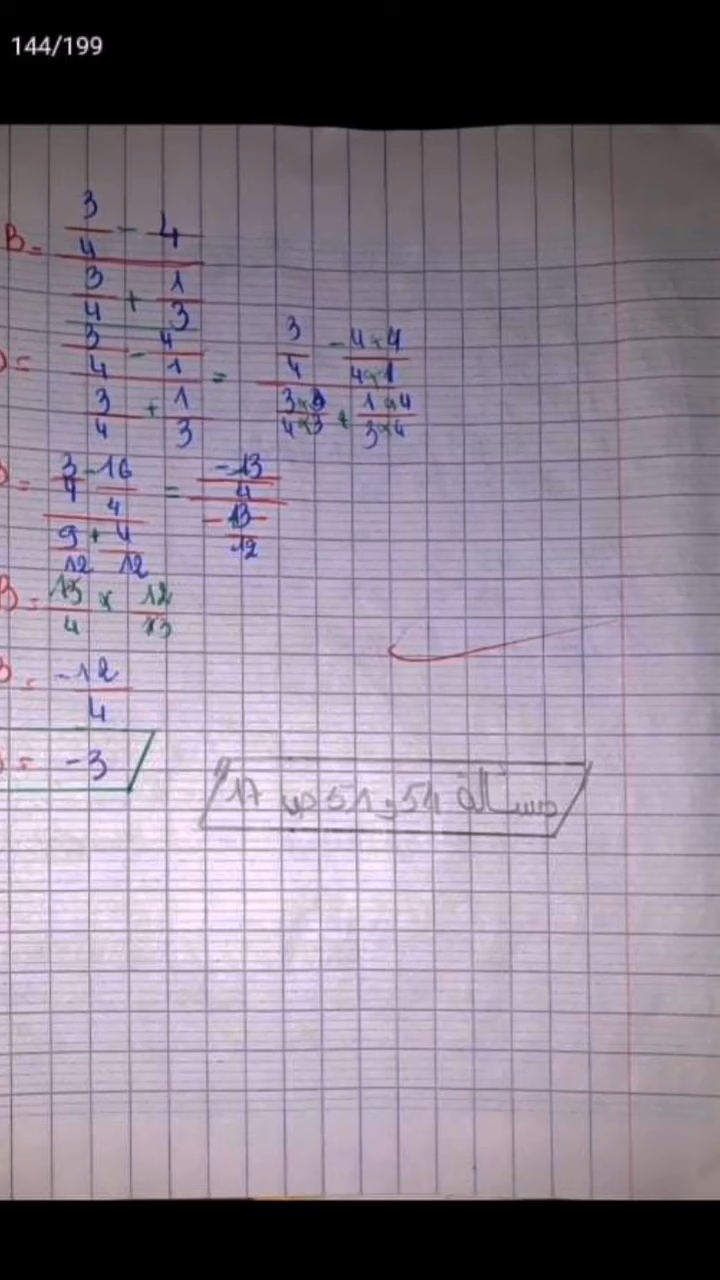 144/199
B = (3/4 - 4) / (3/4 + 1/3)
= (3/4 - 4/1) / (3/4 + 1/3) = (3/4 - 4×4/4×1) / (3×3/4×3 + 1×4/3×4)
= (3/4 - 16/4) / (9/12 + 4/12) = (-13/4) / (13/12)
B = 13/4 × 12/13
= -12/4
= -3
مسألة 54 و 51 ص 17